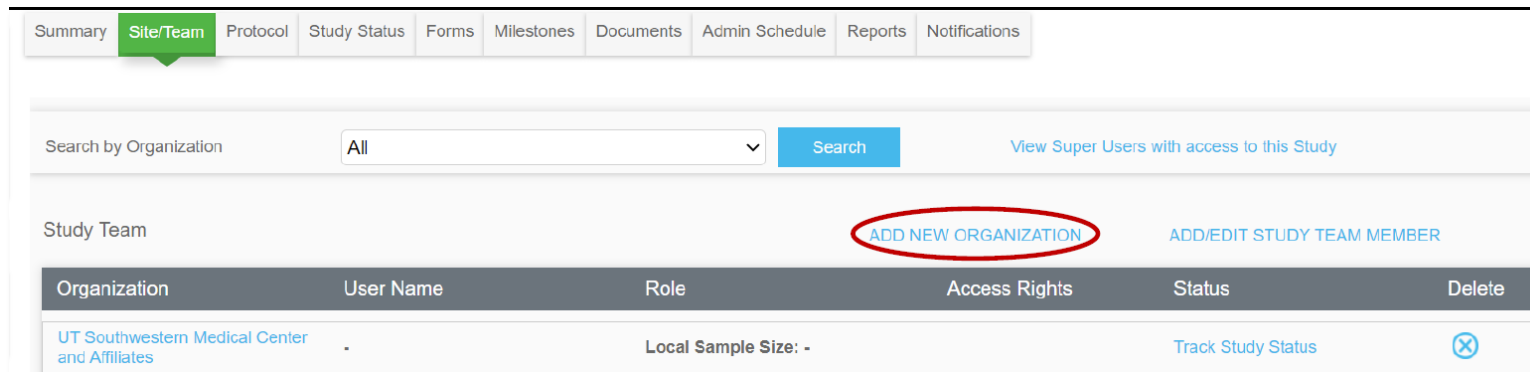 Summary Site/Team Protocol Study Status Forms Milestones Documents Admin Schedule Reports Notifications
Search by Organization All Search View Super Users with access to this Study
Study Team ADD NEW ORGANIZATION ADD/EDIT STUDY TEAM MEMBER
Organization User Name Role Access Rights Status Delete
UT Southwestern Medical Center
and Affiliates - Local Sample Size: - Track Study Status